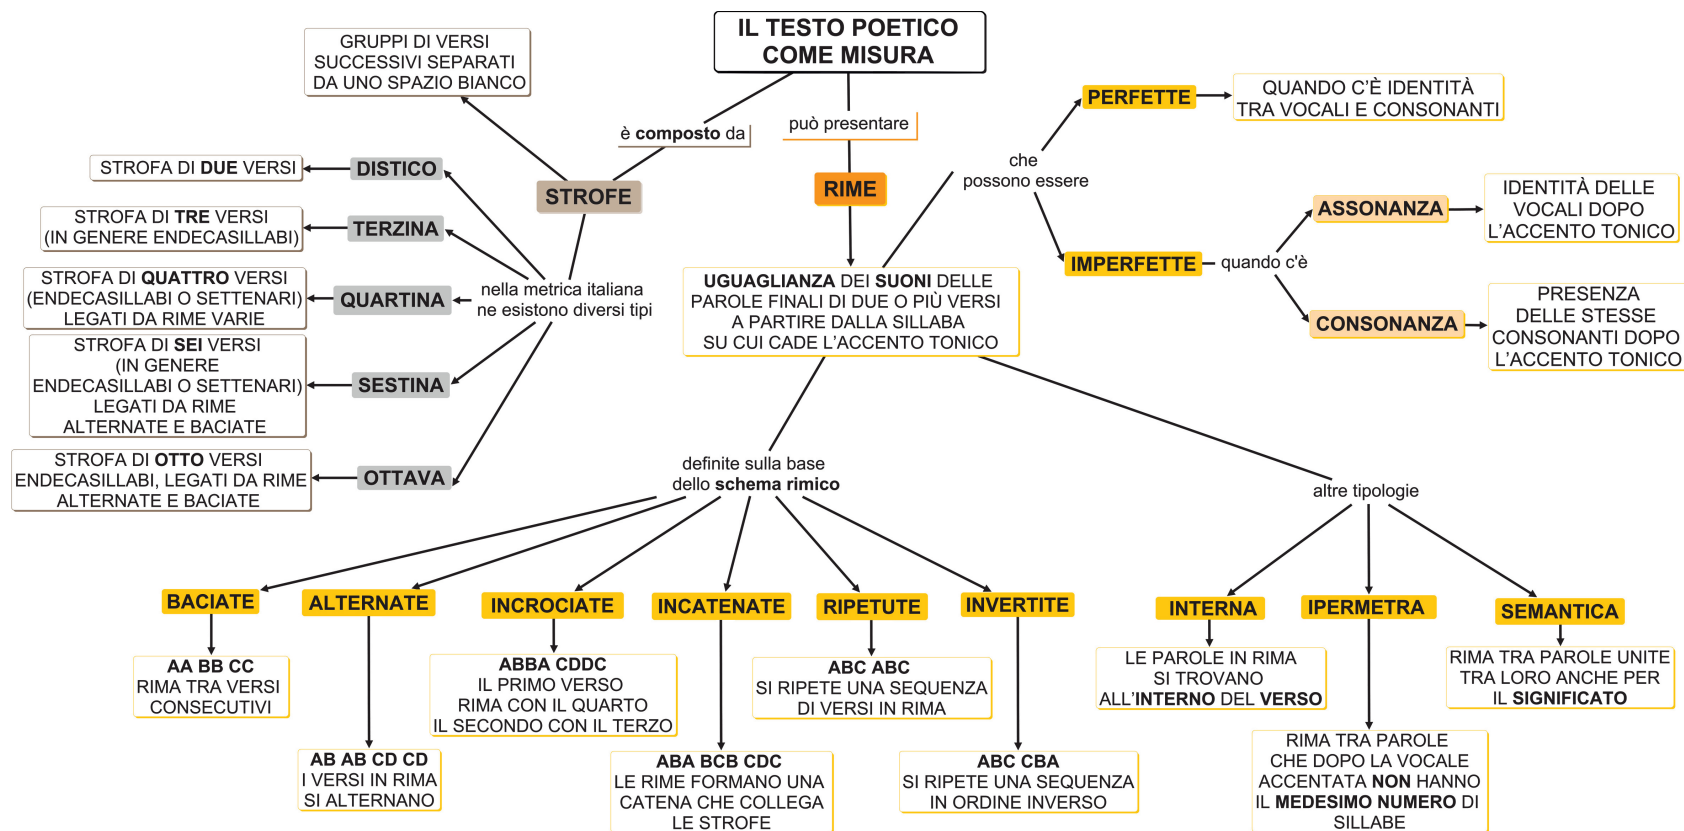 IL TESTO POETICO
COME MISURA
GRUPPI DI VERSI
SUCCESSIVI SEPARATI
DA UNO SPAZIO BIANCO
è composto da
può presentare
STROFE
RIME
DISTICO
STROFA DI DUE VERSI
TERZINA
STROFA DI TRE VERSI
(IN GENERE ENDECASILLABI)
nella metrica italiana
ne esistono diversi tipi
QUARTINA
STROFA DI QUATTRO VERSI
(ENDECASILLABI O SETTENARI)
LEGATI DA RIME VARIE
SESTINA
STROFA DI SEI VERSI
(IN GENERE
ENDECASILLABI O SETTENARI)
LEGATI DA RIME
ALTERNATE E BACIATE
OTTAVA
STROFA DI OTTO VERSI
ENDECASILLABI, LEGATI DA RIME
ALTERNATE E BACIATE
UGUAGLIANZA DEI SUONI DELLE
PAROLE FINALI DI DUE O PIÙ VERSI
A PARTIRE DALLA SILLABA
SU CUI CADE L'ACCENTO TONICO
che
possono essere
PERFETTE
QUANDO C'È IDENTITÀ
TRA VOCALI E CONSONANTI
IMPERFETTE
quando c'è
ASSONANZA
IDENTITÀ DELLE
VOCALI DOPO
L'ACCENTO TONICO
CONSONANZA
PRESENZA
DELLE STESSE
CONSONANTI DOPO
L'ACCENTO TONICO
definite sulla base
dello schema rimico
BACIATE
AA BB CC
RIMA TRA VERSI
CONSECUTIVI
ALTERNATE
AB AB CD CD
I VERSI IN RIMA
SI ALTERNANO
INCROCIATE
ABBA CDDC
IL PRIMO VERSO
RIMA CON IL QUARTO
IL SECONDO CON IL TERZO
INCATENATE
ABA BCB CDC
LE RIME FORMANO UNA
CATENA CHE COLLEGA
LE STROFE
RIPETUTE
ABC ABC
SI RIPETE UNA SEQUENZA
DI VERSI IN RIMA
INVERTITE
ABC CBA
SI RIPETE UNA SEQUENZA
IN ORDINE INVERSO
altre tipologie
INTERNA
LE PAROLE IN RIMA
SI TROVANO
ALL'INTERNO DEL VERSO
IPERMETRA
RIMA TRA PAROLE
CHE DOPO LA VOCALE
ACCENTATA NON HANNO
IL MEDESIMO NUMERO DI
SILLABE
SEMANTICA
RIMA TRA PAROLE UNITE
TRA LORO ANCHE PER
IL SIGNIFICATO